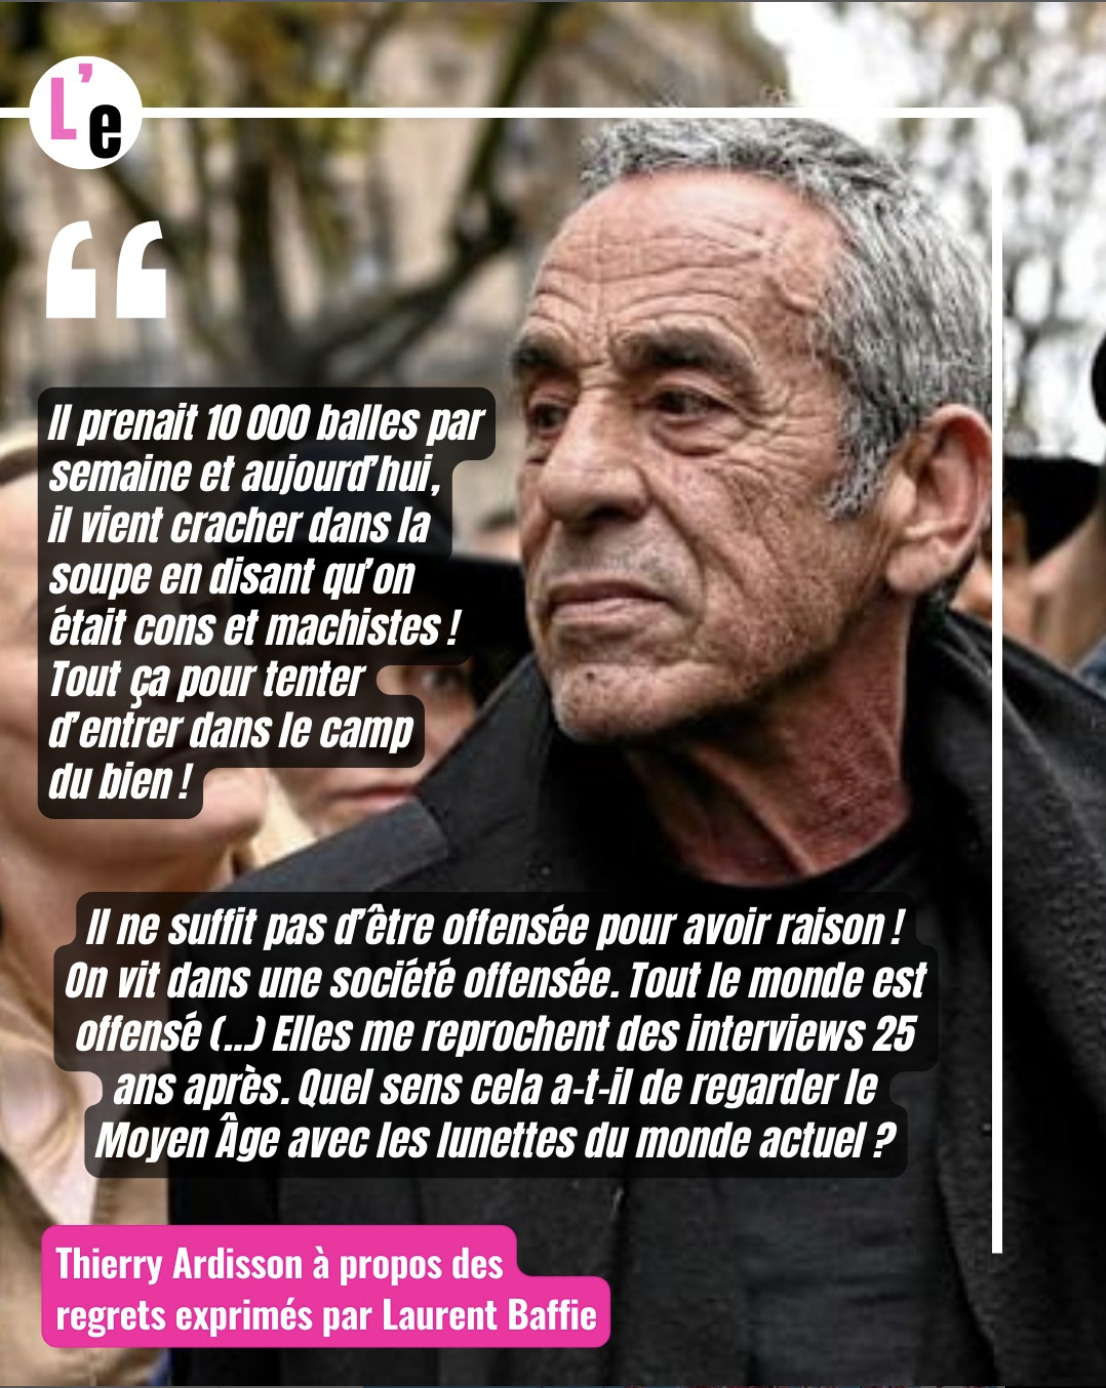 L'e
“
Il prenait 10 000 balles par
semaine et aujourd'hui,
il vient cracher dans la
soupe en disant qu'on
était cons et machistes !
Tout ça pour tenter
d'entrer dans le camp
du bien !
Il ne suffit pas d'être offensée pour avoir raison !
On vit dans une société offensée. Tout le monde est
offensé (...) Elles me reprochent des interviews 25
ans après. Quel sens cela a-t-il de regarder le
Moyen Âge avec les lunettes du monde actuel ?
Thierry Ardisson à propos des
regrets exprimés par Laurent Baffie